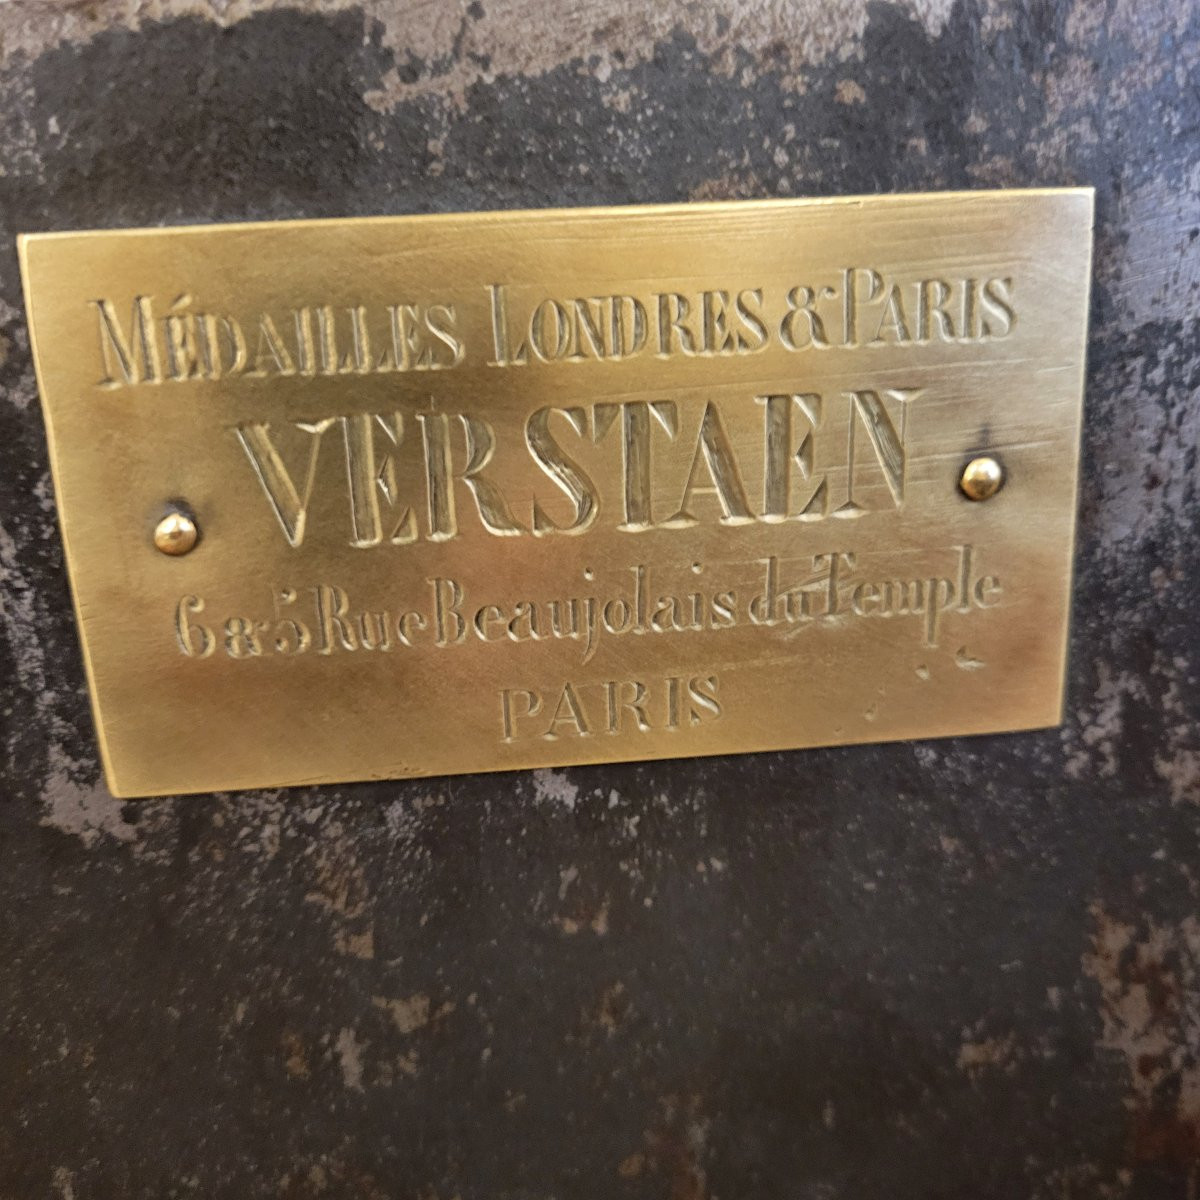 MÉDAILLES LONDRES & PARIS
VERSTAEN
6 & 5 Rue Beaujolais du Temple
PARIS